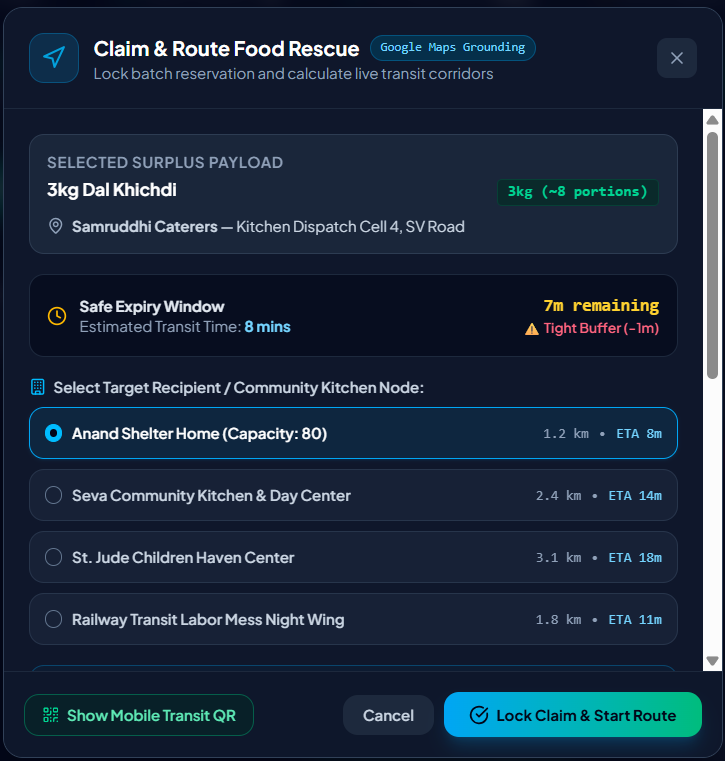 Claim & Route Food Rescue
Google Maps Grounding
Lock batch reservation and calculate live transit corridors
SELECTED SURPLUS PAYLOAD
3kg Dal Khichdi
3kg (~8 portions)
Samruddhi Caterers — Kitchen Dispatch Cell 4, SV Road
Safe Expiry Window
7m remaining
Estimated Transit Time: 8 mins
⚠️ Tight Buffer (-1m)
Select Target Recipient / Community Kitchen Node:
Anand Shelter Home (Capacity: 80)
1.2 km • ETA 8m
Seva Community Kitchen & Day Center
2.4 km • ETA 14m
St. Jude Children Haven Center
3.1 km • ETA 18m
Railway Transit Labor Mess Night Wing
1.8 km • ETA 11m
Show Mobile Transit QR
Cancel
Lock Claim & Start Route